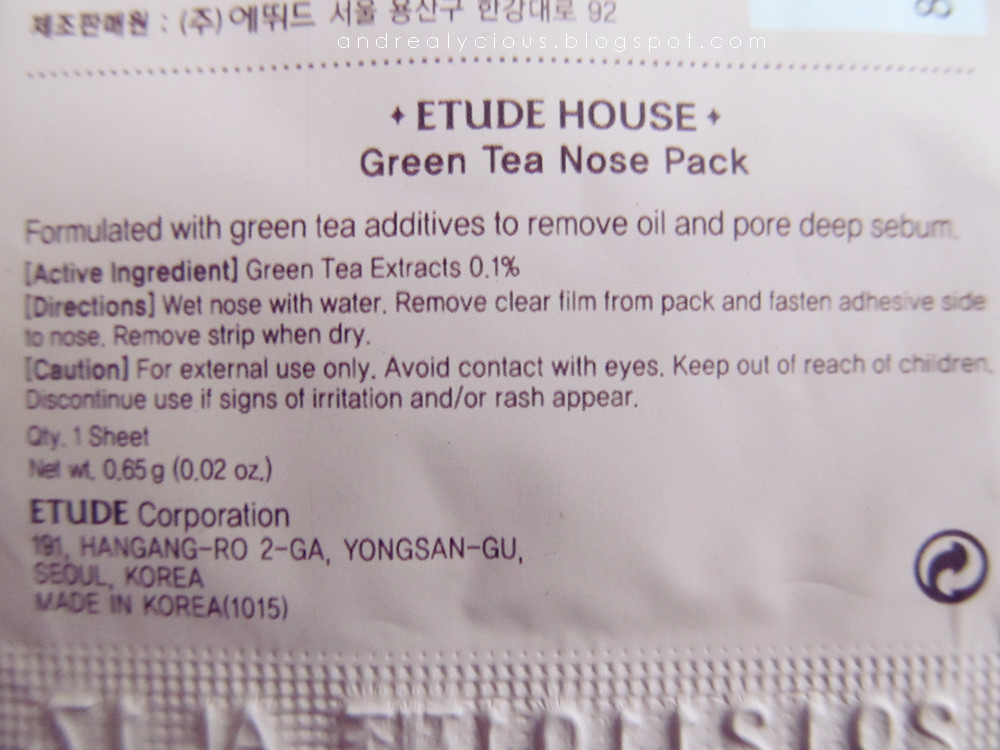 제조판매원 : (주)에뛰드 서울 용산구 한강대로 92
andrealycious.blogspot.com
ETUDE HOUSE
Green Tea Nose Pack
Formulated with green tea additives to remove oil and pore deep sebum.
[Active Ingredient] Green Tea Extracts 0.1%
[Directions] Wet nose with water. Remove clear film from pack and fasten adhesive side
to nose. Remove strip when dry.
[Caution] For external use only. Avoid contact with eyes. Keep out of reach of children.
Discontinue use if signs of irritation and/or rash appear.
Qty. 1 Sheet
Net wt. 0.65g (0.02 oz.)
ETUDE Corporation
191, HANGANG-RO 2-GA, YONGSAN-GU,
SEOUL, KOREA
MADE IN KOREA(1015)